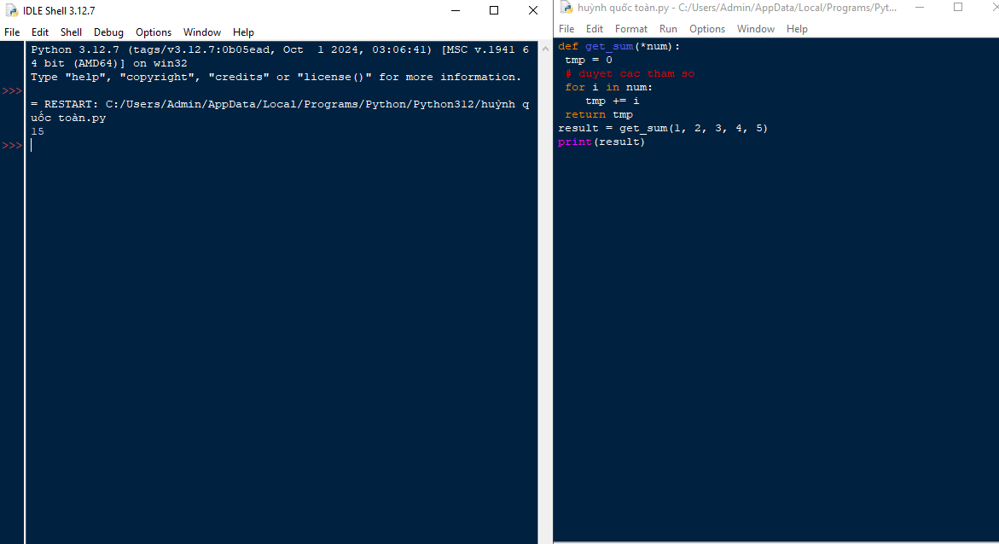 IDLE Shell 3.12.7
File Edit Shell Debug Options Window Help
Python 3.12.7 (tags/v3.12.7:0b05ead, Oct  1 2024, 03:06:41) [MSC v.1941 6
4 bit (AMD64)] on win32
Type "help", "copyright", "credits" or "license()" for more information.
>>>
= RESTART: C:/Users/Admin/AppData/Local/Programs/Python/Python312/huỳnh q
uốc toàn.py
15
>>>
huỳnh quốc toàn.py - C:/Users/Admin/AppData/Local/Programs/Pyt...
File Edit Format Run Options Window Help
def get_sum(*num):
 tmp = 0
 # duyet cac tham so
 for i in num:
    tmp += i
 return tmp
result = get_sum(1, 2, 3, 4, 5)
print(result)